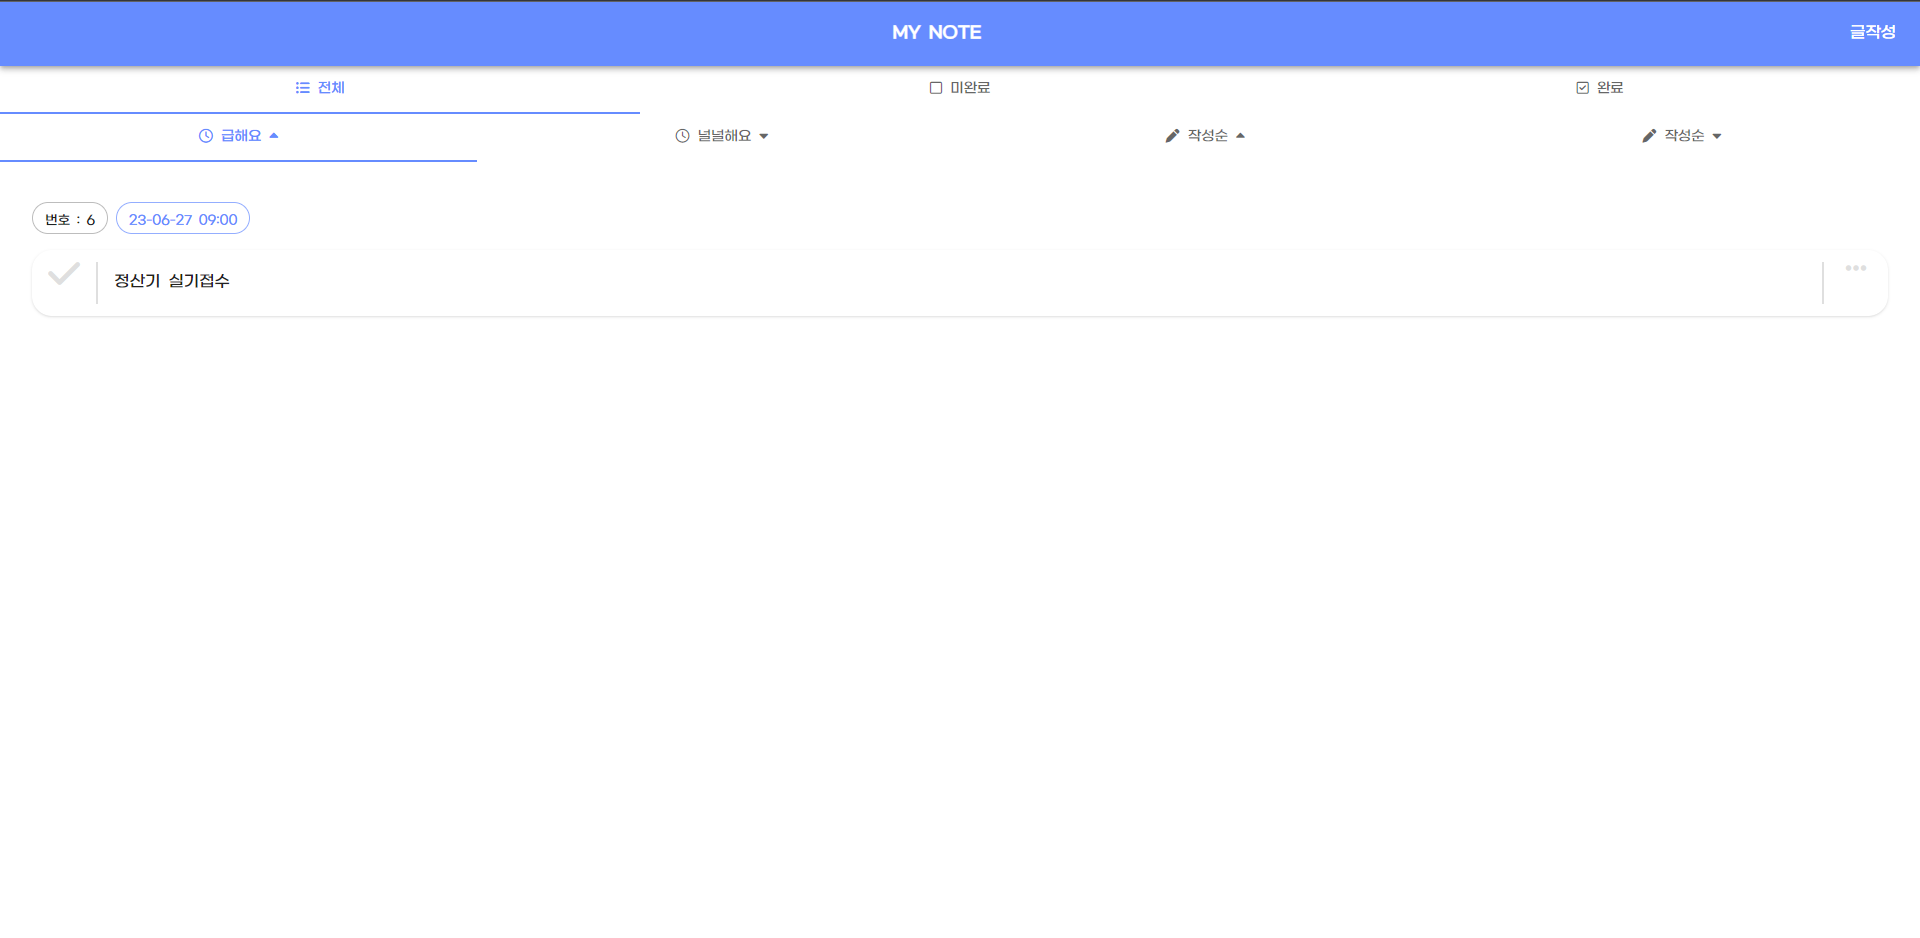 MY NOTE
글작성
전체
미완료
완료
급해요
널널해요
작성순
작성순
번호 : 6
23-06-27 09:00
정산기 실기접수